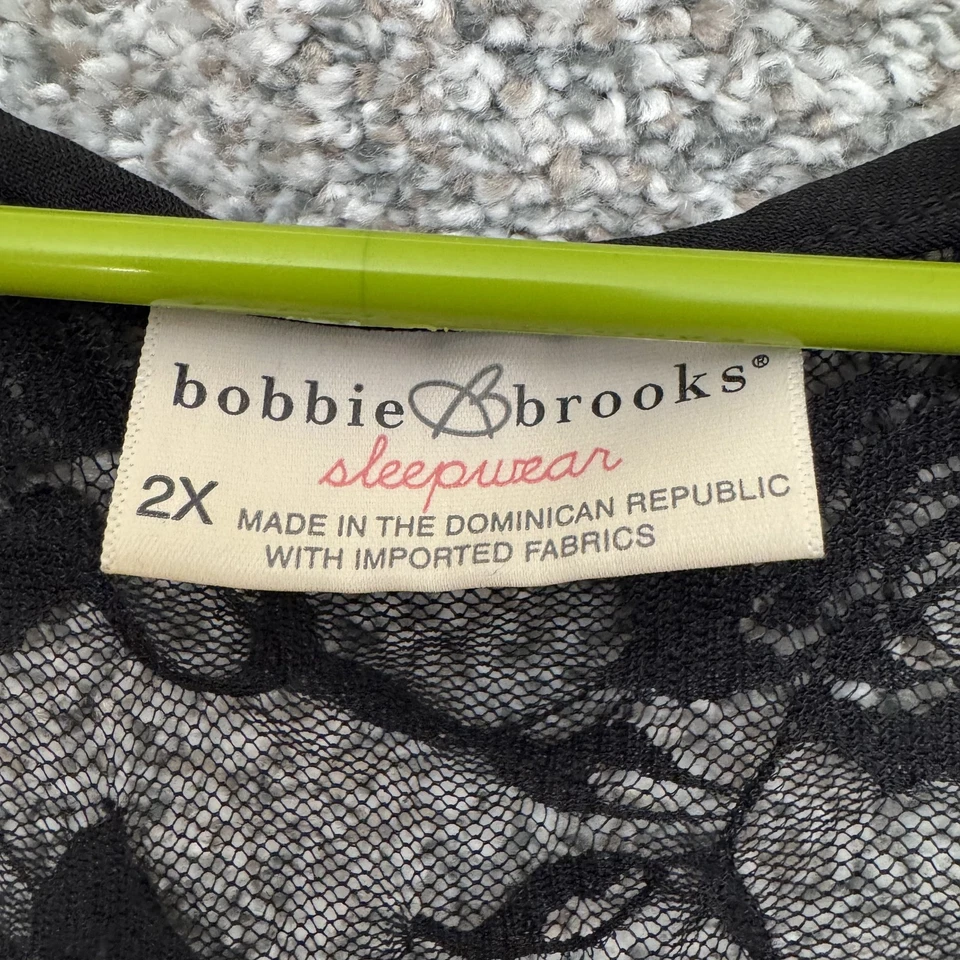 bobbie B brooks®
sleepwear
2X MADE IN THE DOMINICAN REPUBLIC
WITH IMPORTED FABRICS